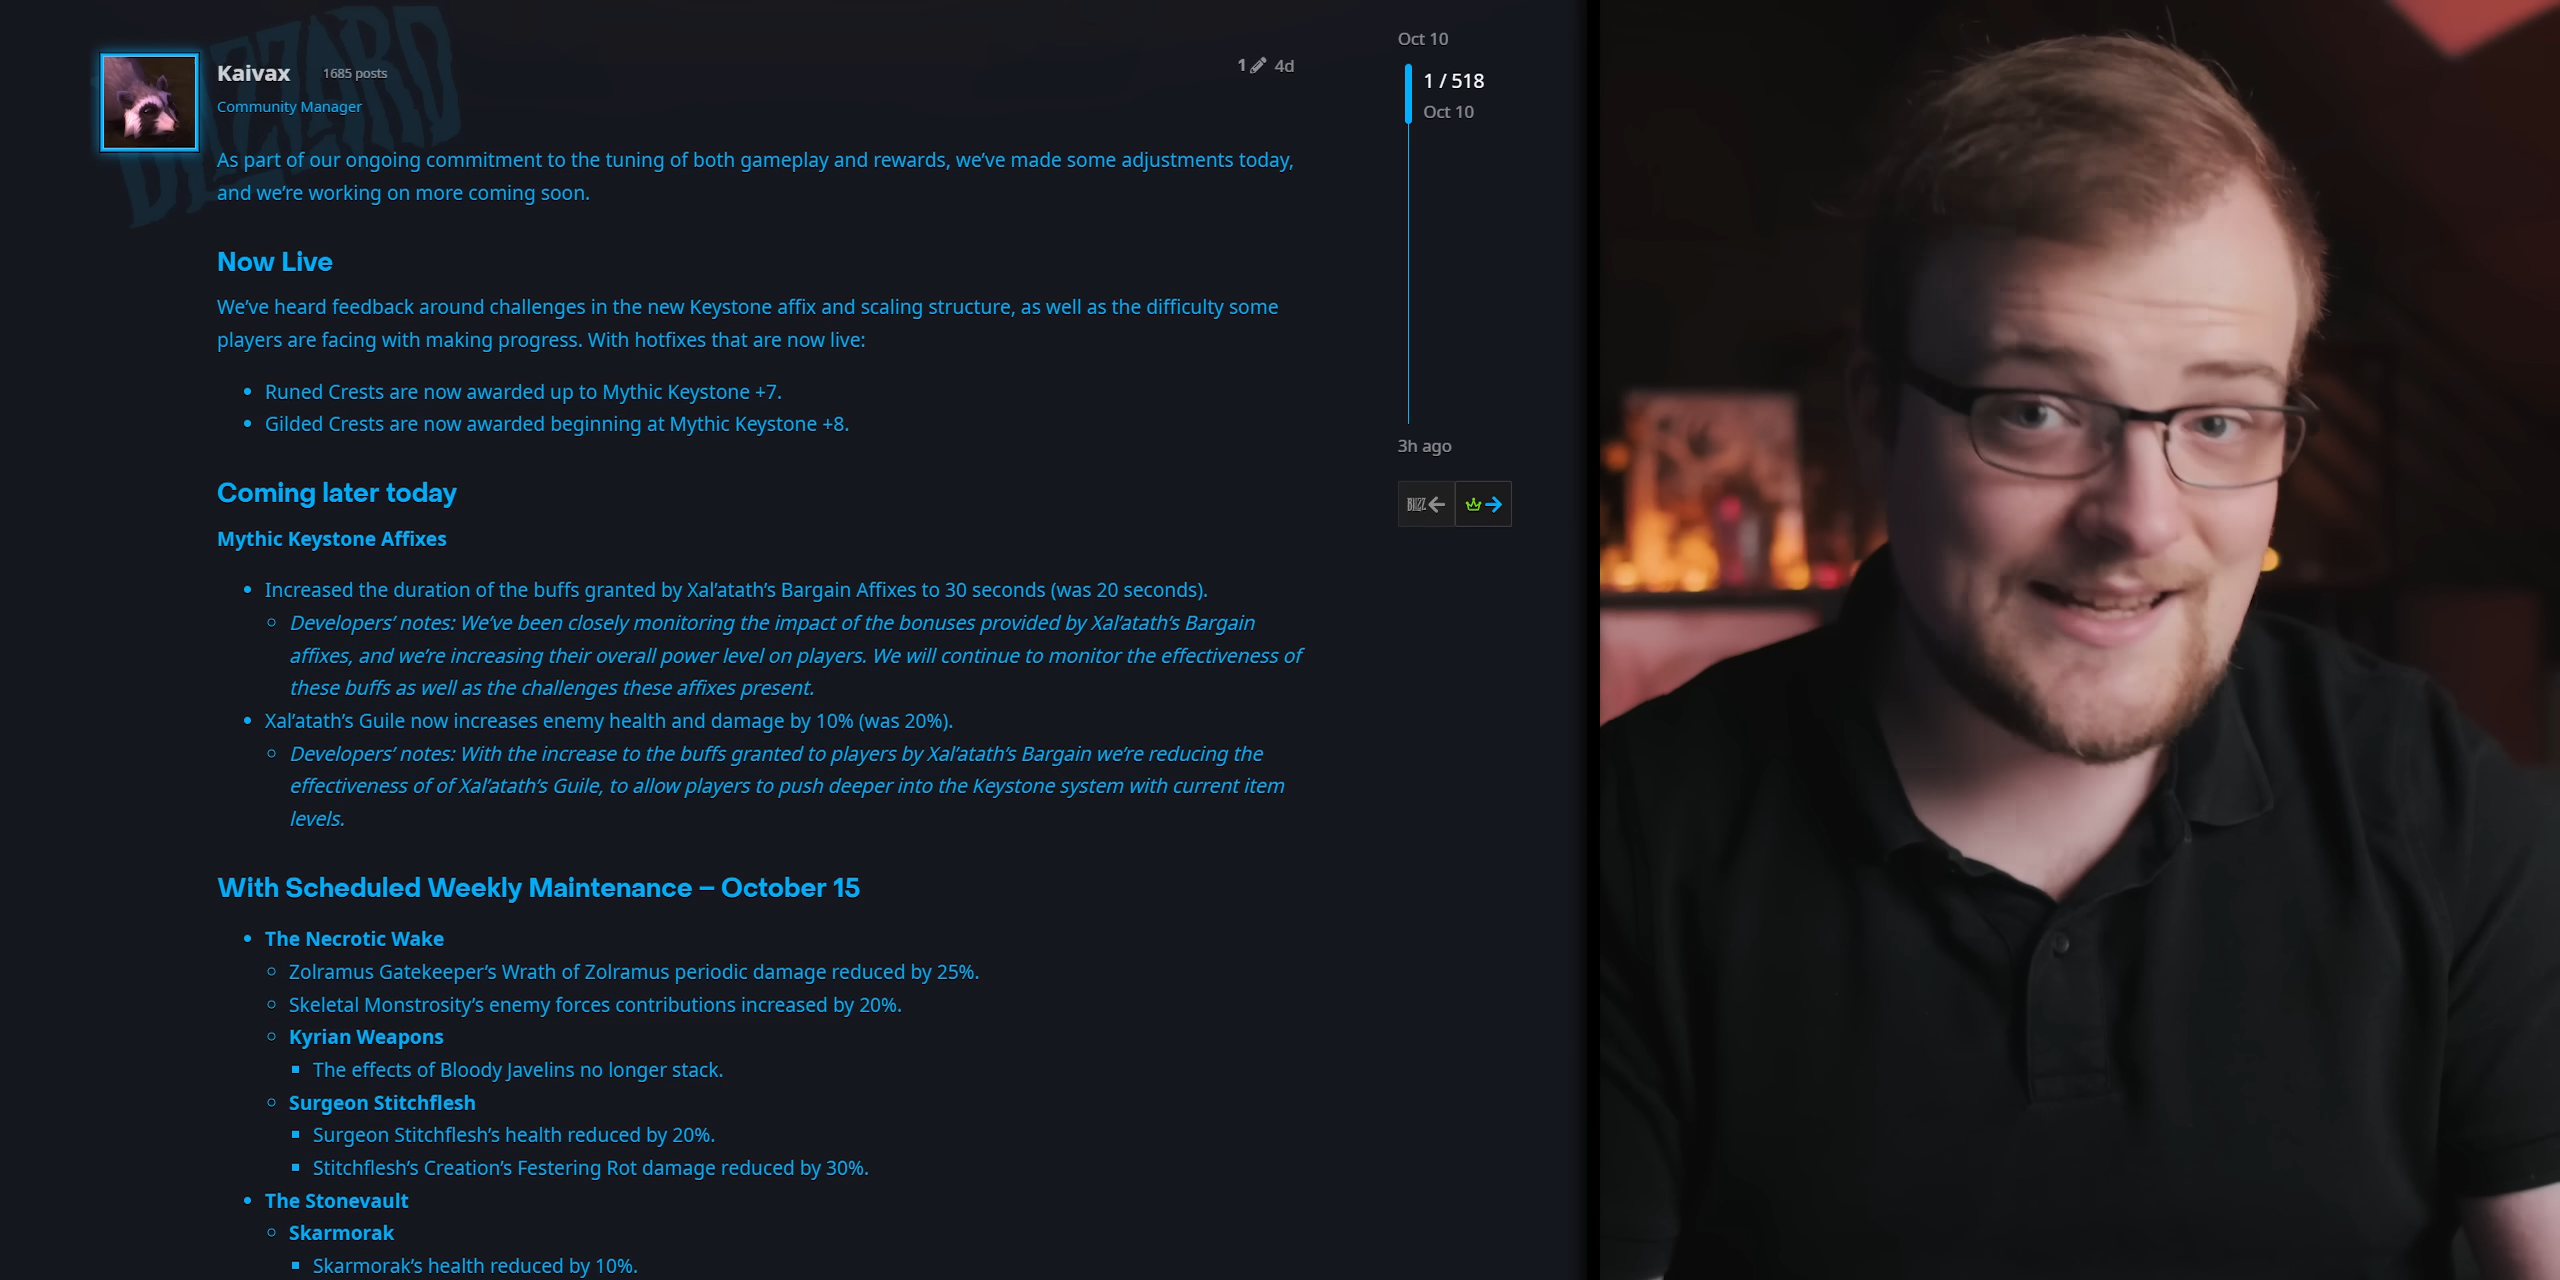 BLIZZARD
Kaivax 1685 posts
1 4d
Community Manager
As part of our ongoing commitment to the tuning of both gameplay and rewards, we’ve made some adjustments today,
and we’re working on more coming soon.
Now Live
We’ve heard feedback around challenges in the new Keystone affix and scaling structure, as well as the difficulty some
players are facing with making progress. With hotfixes that are now live:
• Runed Crests are now awarded up to Mythic Keystone +7.
• Gilded Crests are now awarded beginning at Mythic Keystone +8.
Coming later today
Mythic Keystone Affixes
• Increased the duration of the buffs granted by Xal’atath’s Bargain Affixes to 30 seconds (was 20 seconds).
◦ Developers’ notes: We’ve been closely monitoring the impact of the bonuses provided by Xal’atath’s Bargain
affixes, and we’re increasing their overall power level on players. We will continue to monitor the effectiveness of
these buffs as well as the challenges these affixes present.
• Xal’atath’s Guile now increases enemy health and damage by 10% (was 20%).
◦ Developers’ notes: With the increase to the buffs granted to players by Xal’atath’s Bargain we’re reducing the
effectiveness of of Xal’atath’s Guile, to allow players to push deeper into the Keystone system with current item
levels.
With Scheduled Weekly Maintenance – October 15
• The Necrotic Wake
◦ Zolramus Gatekeeper’s Wrath of Zolramus periodic damage reduced by 25%.
◦ Skeletal Monstrosity’s enemy forces contributions increased by 20%.
◦ Kyrian Weapons
▪ The effects of Bloody Javelins no longer stack.
◦ Surgeon Stitchflesh
▪ Surgeon Stitchflesh’s health reduced by 20%.
▪ Stitchflesh’s Creation’s Festering Rot damage reduced by 30%.
• The Stonevault
◦ Skarmorak
▪ Skarmorak’s health reduced by 10%.
Oct 10
1 / 518
Oct 10
3h ago
BLIZZ